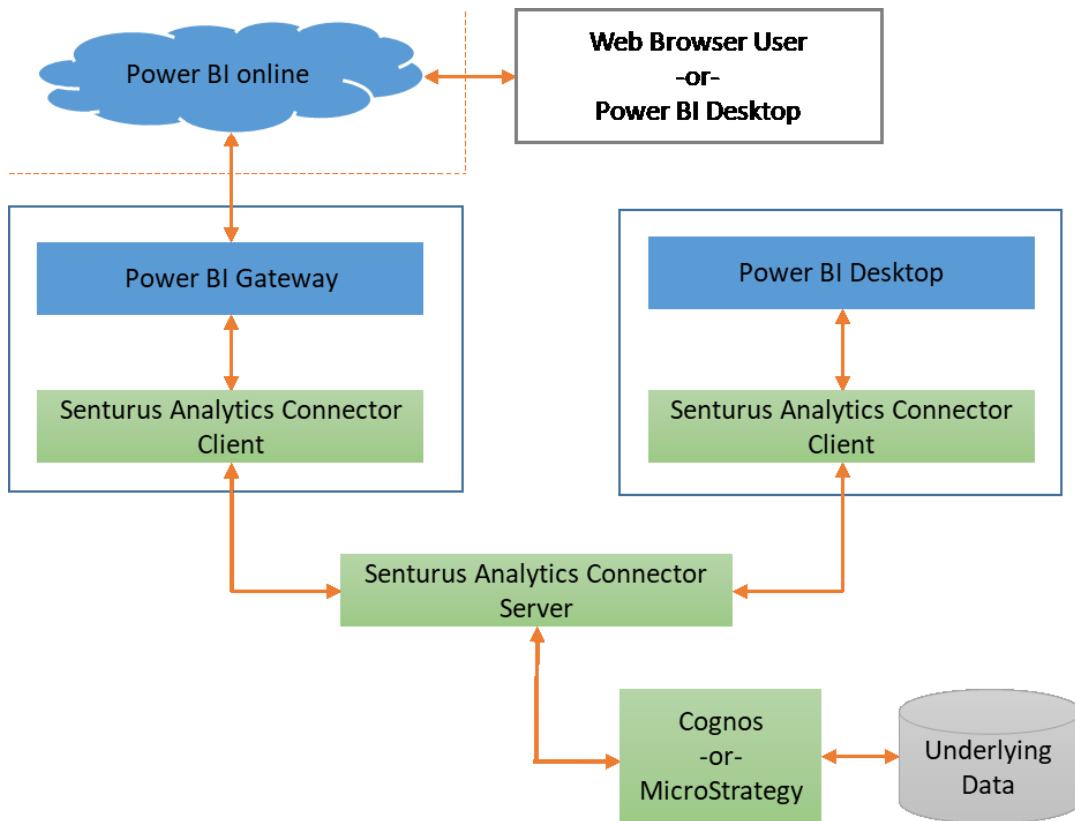 Power BI online
Web Browser User
-or-
Power BI Desktop
Power BI Gateway
Power BI Desktop
Senturus Analytics Connector
Client
Senturus Analytics Connector
Client
Senturus Analytics Connector
Server
Cognos
-or-
MicroStrategy
Underlying
Data